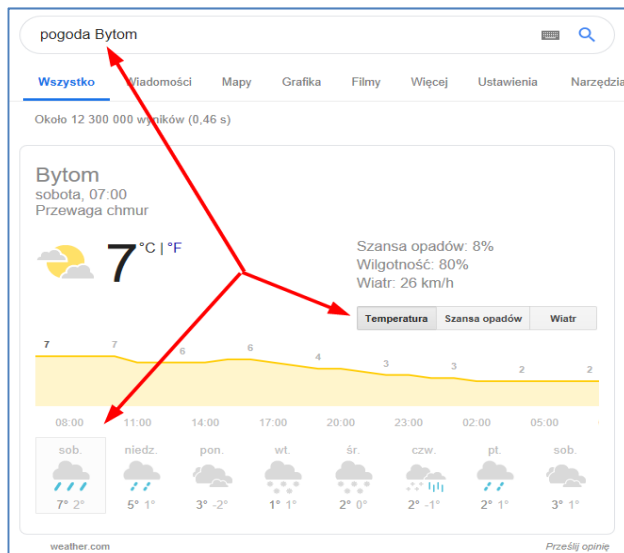 pogoda Bytom
Wszystko Wiadomości Mapy Grafika Filmy Więcej Ustawienia Narzędzia
Około 12 300 000 wyników (0,46 s)
Bytom
sobota, 07:00
Przewaga chmur
7 °C | °F
Szansa opadów: 8%
Wilgotność: 80%
Wiatr: 26 km/h
Temperatura Szansa opadów Wiatr
7 7 6 6 4 3 3 2 2
08:00 11:00 14:00 17:00 20:00 23:00 02:00 05:00
sob. niedz. pon. wt. śr. czw. pt. sob.
7° 2° 5° 1° 3° -2° 1° 1° 2° 0° 2° -1° 2° 1° 3° 1°
weather.com Prześlij opinię